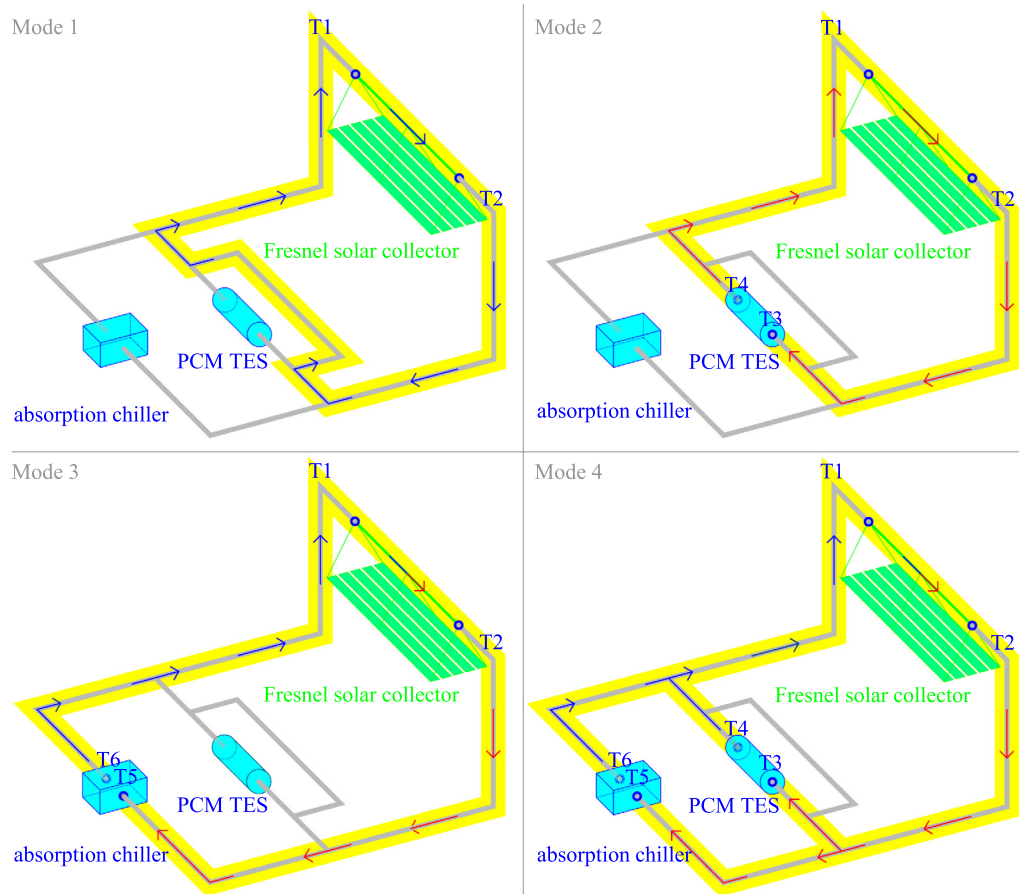 Mode 1
T1
T2
Fresnel solar collector
PCM TES
absorption chiller
Mode 2
T1
T2
Fresnel solar collector
T4
T3
PCM TES
absorption chiller
Mode 3
T1
T2
Fresnel solar collector
T6
T5
PCM TES
absorption chiller
Mode 4
T1
T2
Fresnel solar collector
T4
T3
T6
T5
PCM TES
absorption chiller